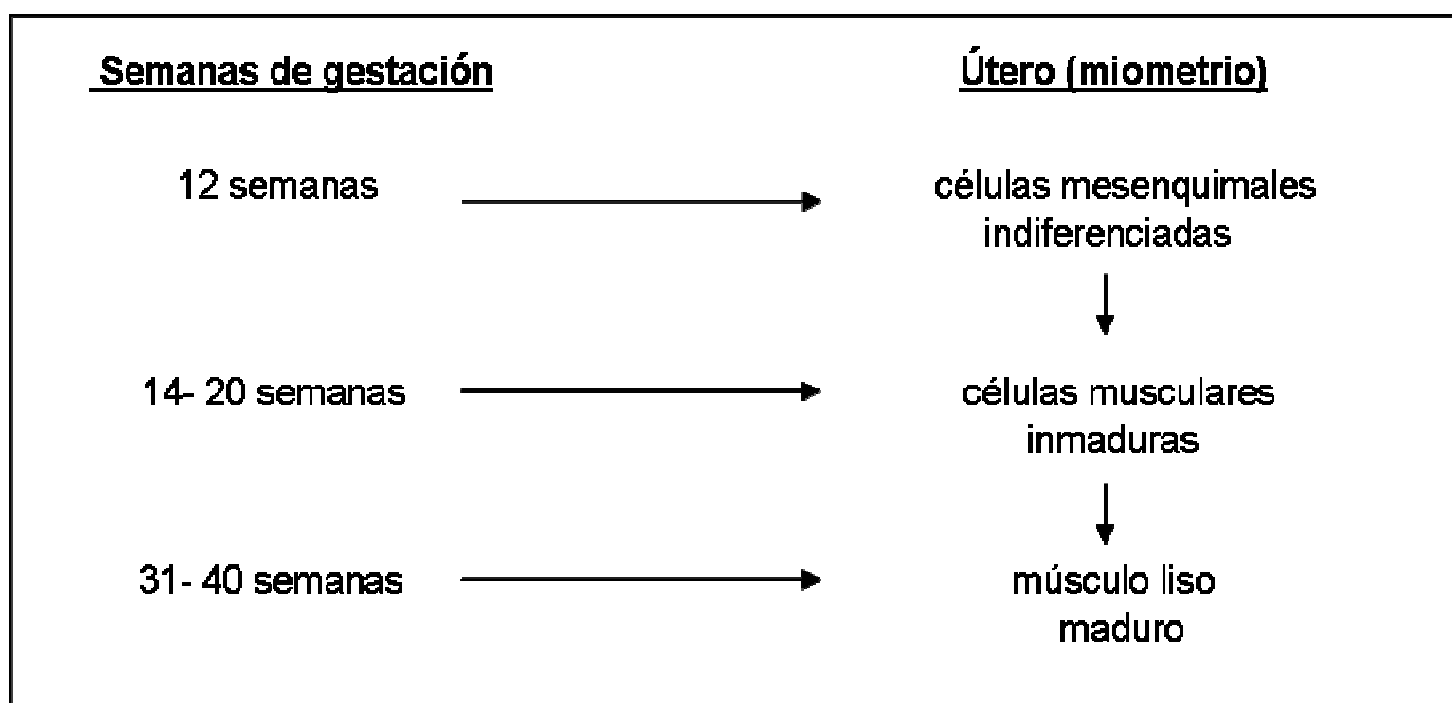 Semanas de gestación
Útero (miometrio)
12 semanas
células mesenquimales
indiferenciadas
14- 20 semanas
células musculares
inmaduras
31- 40 semanas
músculo liso
maduro